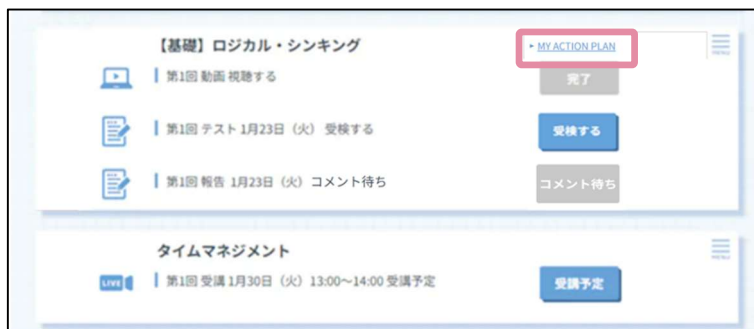 【基礎】ロジカル・シンキング
▸ MY ACTION PLAN
MENU
第1回 動画 視聴する
完了
第1回 テスト 1月23日（火） 受検する
受検する
第1回 報告 1月23日（火） コメント待ち
コメント待ち
タイムマネジメント
MENU
LIVE
第1回 受講 1月30日（火）13:00～14:00 受講予定
受講予定